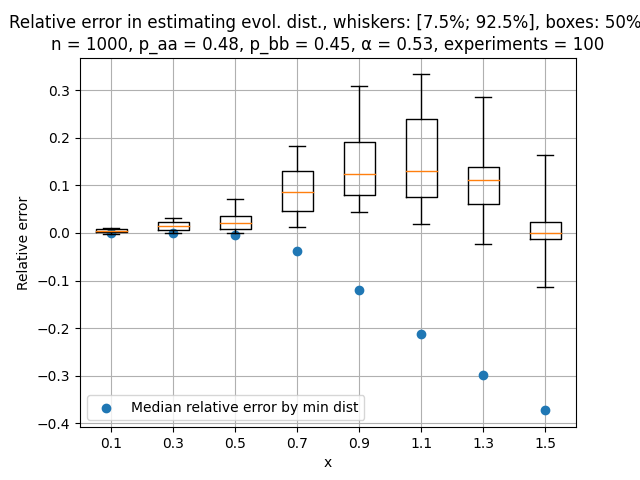 Relative error in estimating evol. dist., whiskers: [7.5%; 92.5%], boxes: 50%
n = 1000, p_aa = 0.48, p_bb = 0.45, α = 0.53, experiments = 100
0.3
0.2
0.1
0.0
−0.1
−0.2
−0.3
−0.4
Relative error
Median relative error by min dist
0.1 0.3 0.5 0.7 0.9 1.1 1.3 1.5
x